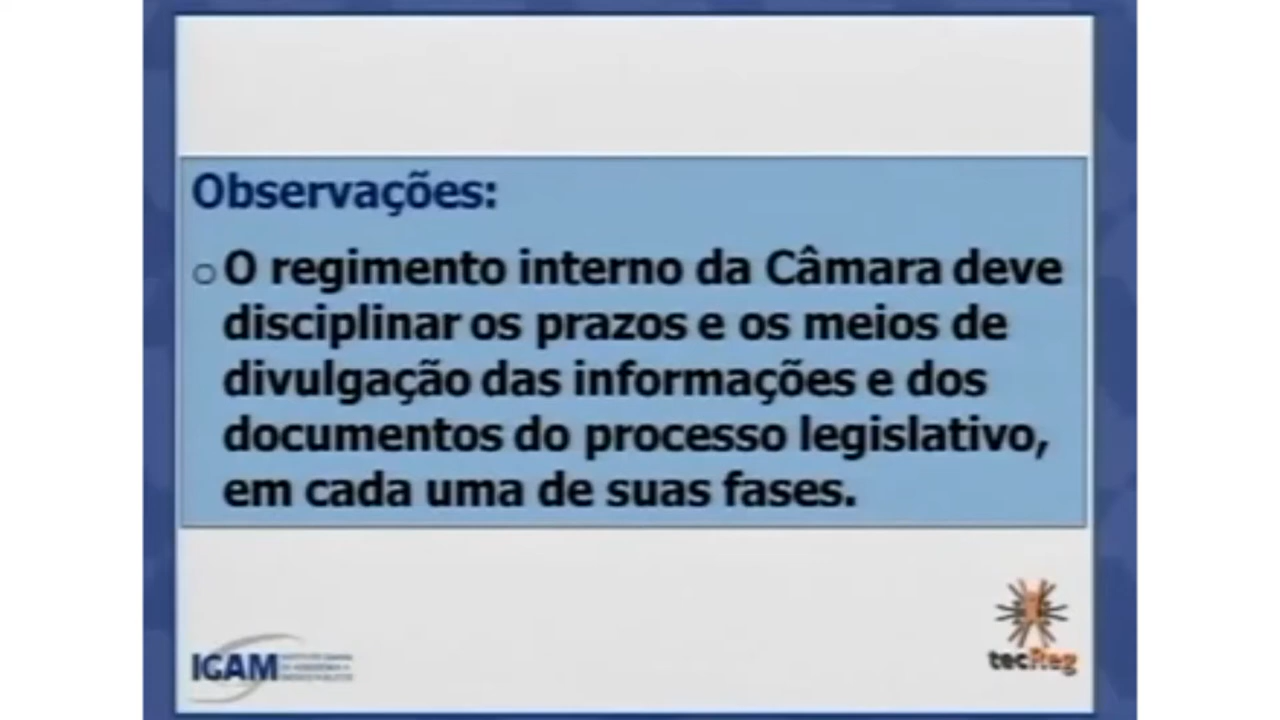 Observações:
O regimento interno da Câmara deve
disciplinar os prazos e os meios de
divulgação das informações e dos
documentos do processo legislativo,
em cada uma de suas fases.
IGAM
tecReg